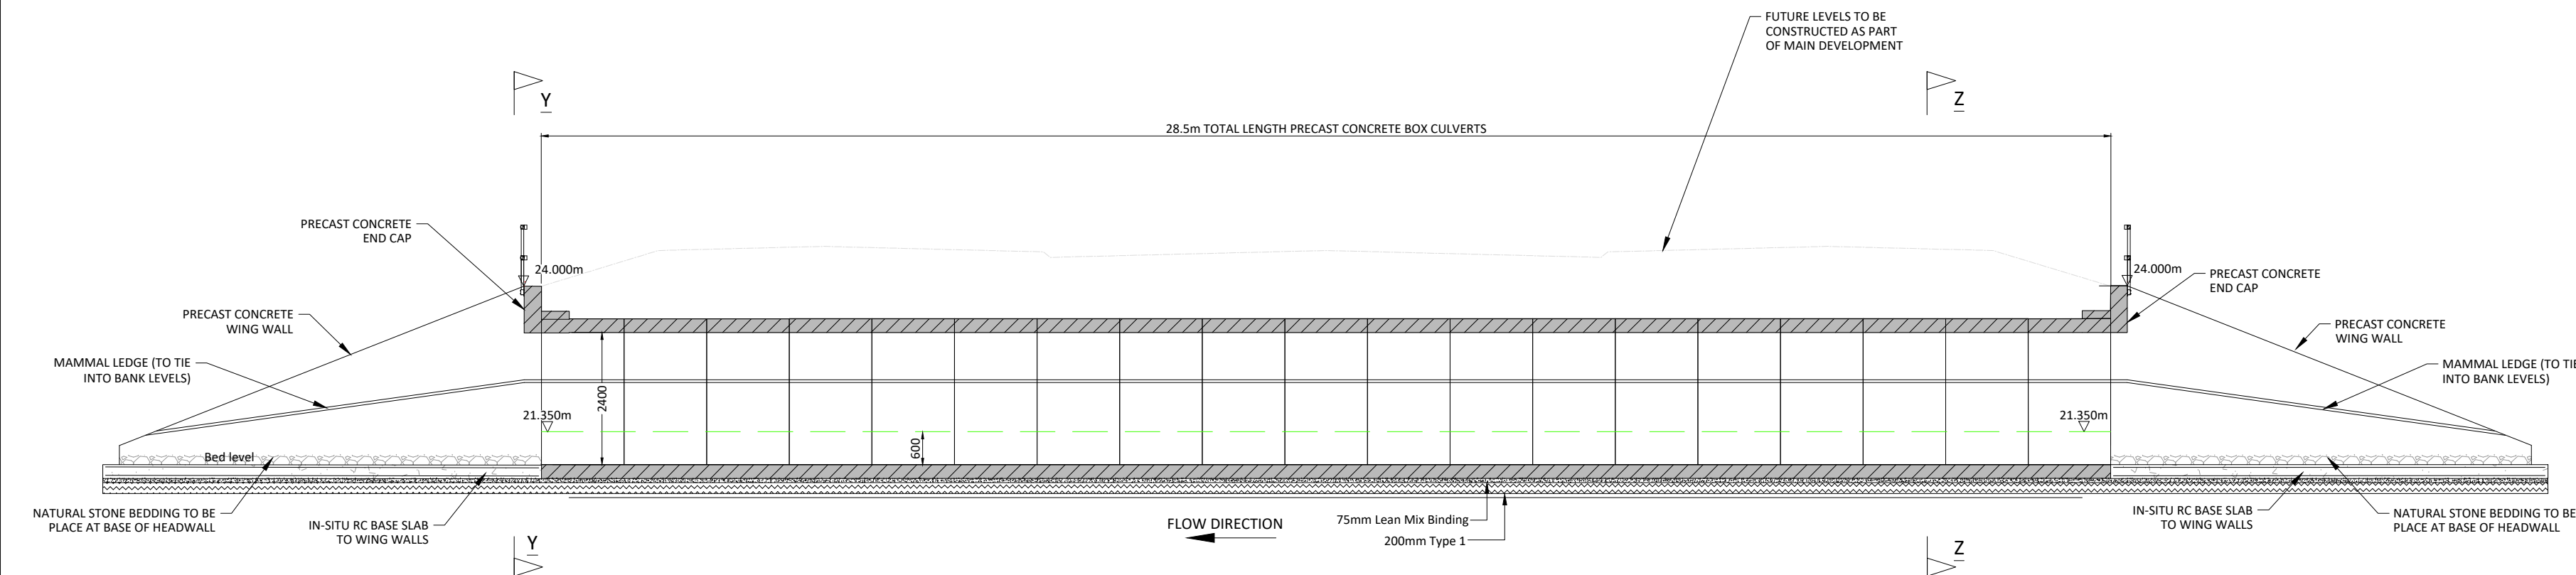 FUTURE LEVELS TO BE
CONSTRUCTED AS PART
OF MAIN DEVELOPMENT
Y
Z
28.5m TOTAL LENGTH PRECAST CONCRETE BOX CULVERTS
PRECAST CONCRETE
END CAP
24.000m
24.000m
PRECAST CONCRETE
END CAP
PRECAST CONCRETE
WING WALL
PRECAST CONCRETE
WING WALL
MAMMAL LEDGE (TO TIE
INTO BANK LEVELS)
MAMMAL LEDGE (TO TIE
INTO BANK LEVELS)
2400
21.350m
21.350m
600
Bed level
NATURAL STONE BEDDING TO BE
PLACE AT BASE OF HEADWALL
IN-SITU RC BASE SLAB
TO WING WALLS
FLOW DIRECTION
75mm Lean Mix Binding
200mm Type 1
IN-SITU RC BASE SLAB
TO WING WALLS
NATURAL STONE BEDDING TO BE
PLACE AT BASE OF HEADWALL
Y
Z